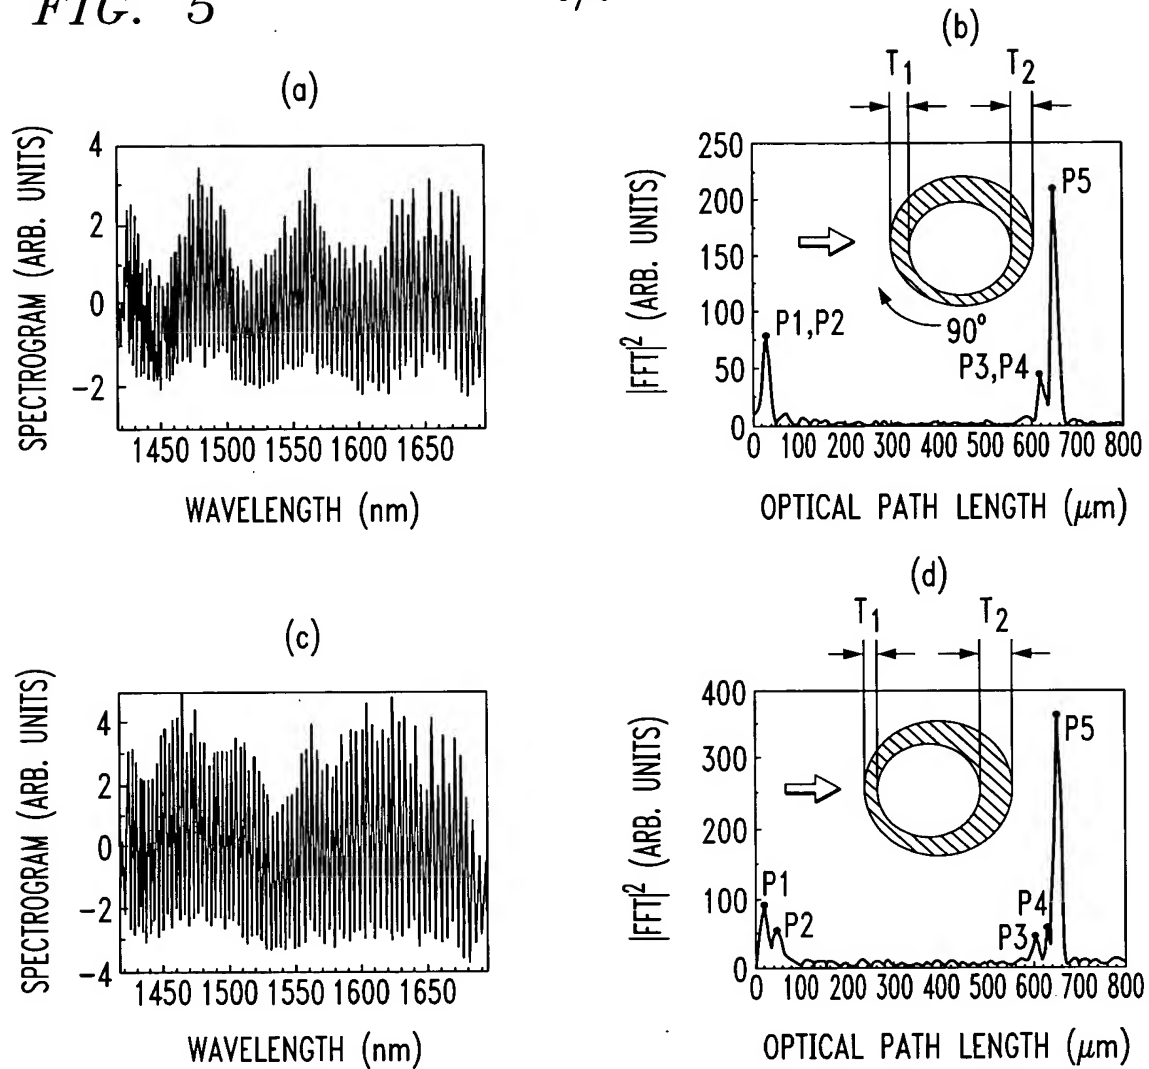 FIG. 5
(a)
SPECTROGRAM (ARB. UNITS)
4
2
0
−2
1450 1500 1550 1600 1650
WAVELENGTH (nm)
(b)
T1
T2
|FFT|² (ARB. UNITS)
250
200
150
100
50
0
P1,P2
90°
P3,P4
P5
0 100 200 300 400 500 600 700 800
OPTICAL PATH LENGTH (μm)
(c)
SPECTROGRAM (ARB. UNITS)
4
2
0
−2
−4
1450 1500 1550 1600 1650
WAVELENGTH (nm)
(d)
T1
T2
|FFT|² (ARB. UNITS)
400
300
200
100
0
P1
P2
P3
P4
P5
0 100 200 300 400 500 600 700 800
OPTICAL PATH LENGTH (μm)